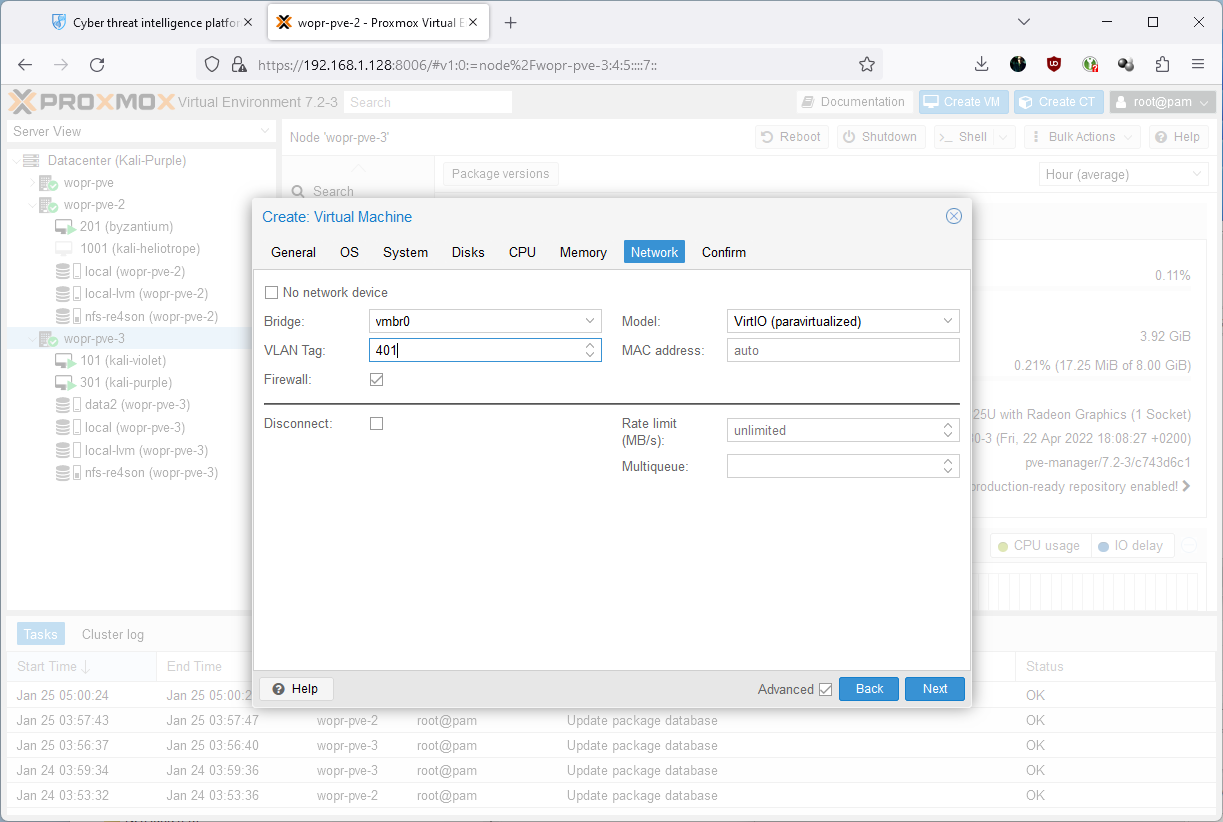 Cyber threat intelligence platfor
wopr-pve-2 - Proxmox Virtual E
https://192.168.1.128:8006/#v1:0:=node%2Fwopr-pve-3:4:5::::7::
PROXMOX Virtual Environment 7.2-3 Search Documentation Create VM Create CT root@pam
Server View Node 'wopr-pve-3' Reboot Shutdown >_ Shell Bulk Actions Help
Datacenter (Kali-Purple)
wopr-pve
wopr-pve-2
201 (byzantium)
1001 (kali-heliotrope)
local (wopr-pve-2)
local-lvm (wopr-pve-2)
nfs-re4son (wopr-pve-2)
wopr-pve-3
101 (kali-violet)
301 (kali-purple)
data2 (wopr-pve-3)
local (wopr-pve-3)
local-lvm (wopr-pve-3)
nfs-re4son (wopr-pve-3)
Search Package versions Hour (average)
Create: Virtual Machine
General OS System Disks CPU Memory Network Confirm
No network device
Bridge: vmbr0 Model: VirtIO (paravirtualized)
VLAN Tag: 401 MAC address: auto
Firewall:
Disconnect: Rate limit (MB/s): unlimited
Multiqueue:
Help Advanced Back Next
0.11%
3.92 GiB
0.21% (17.25 MiB of 8.00 GiB)
25U with Radeon Graphics (1 Socket)
0-3 (Fri, 22 Apr 2022 18:08:27 +0200)
pve-manager/7.2-3/c743d6c1
production-ready repository enabled!
CPU usage IO delay
Tasks Cluster log
Start Time End Time Status
Jan 25 05:00:24 Jan 25 05:00:2 OK
Jan 25 03:57:43 Jan 25 03:57:47 wopr-pve-2 root@pam Update package database OK
Jan 25 03:56:37 Jan 25 03:56:40 wopr-pve-3 root@pam Update package database OK
Jan 24 03:59:34 Jan 24 03:59:36 wopr-pve-3 root@pam Update package database OK
Jan 24 03:53:32 Jan 24 03:53:36 wopr-pve-2 root@pam Update package database OK